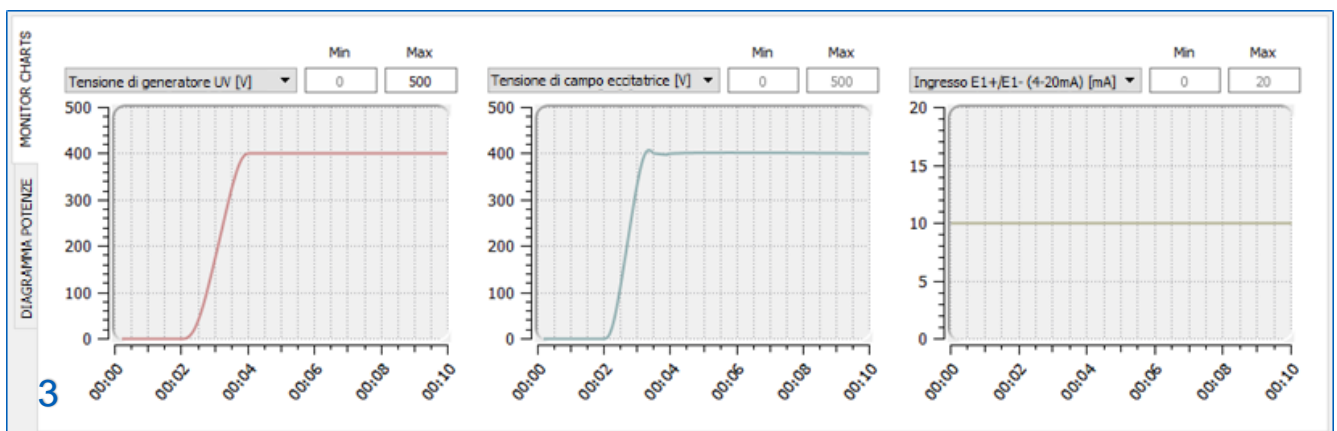 MONITOR CHARTS
DIAGRAMMA POTENZE
Min Max
Tensione di generatore UV [V] 0 500
500
400
300
200
100
0
00:00 00:02 00:04 00:06 00:08 00:10
Min Max
Tensione di campo eccitatrice [V] 0 500
500
400
300
200
100
0
00:00 00:02 00:04 00:06 00:08 00:10
Min Max
Ingresso E1+/E1- (4-20mA) [mA] 0 20
20
15
10
5
0
00:00 00:02 00:04 00:06 00:08 00:10
3